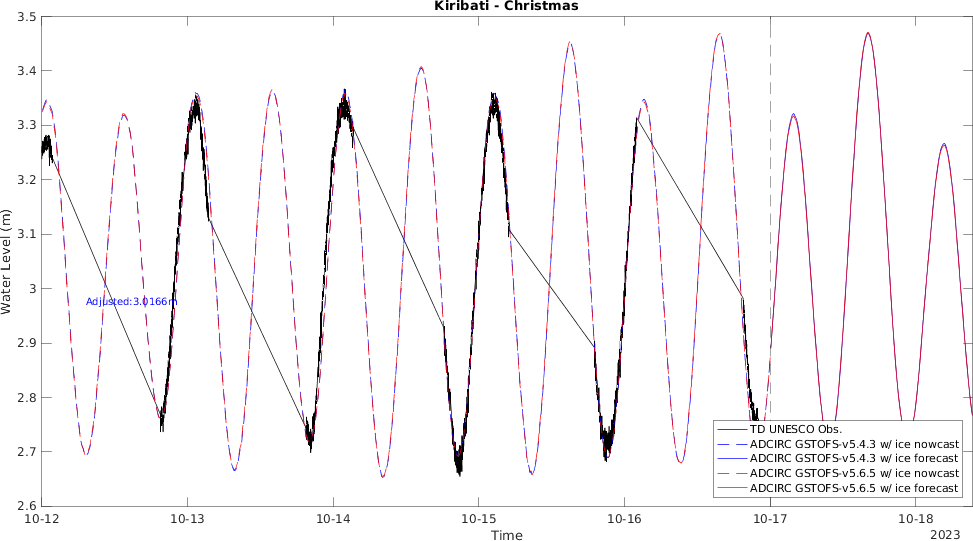 Kiribati - Christmas
3.5
3.4
3.3
3.2
3.1
3
2.9
2.8
2.7
2.6
Water Level (m)
Adjusted:3.0166m
TD UNESCO Obs.
ADCIRC GSTOFS-v5.4.3 w/ ice nowcast
ADCIRC GSTOFS-v5.4.3 w/ ice forecast
ADCIRC GSTOFS-v5.6.5 w/ ice nowcast
ADCIRC GSTOFS-v5.6.5 w/ ice forecast
10-12 10-13 10-14 10-15 10-16 10-17 10-18
Time
2023